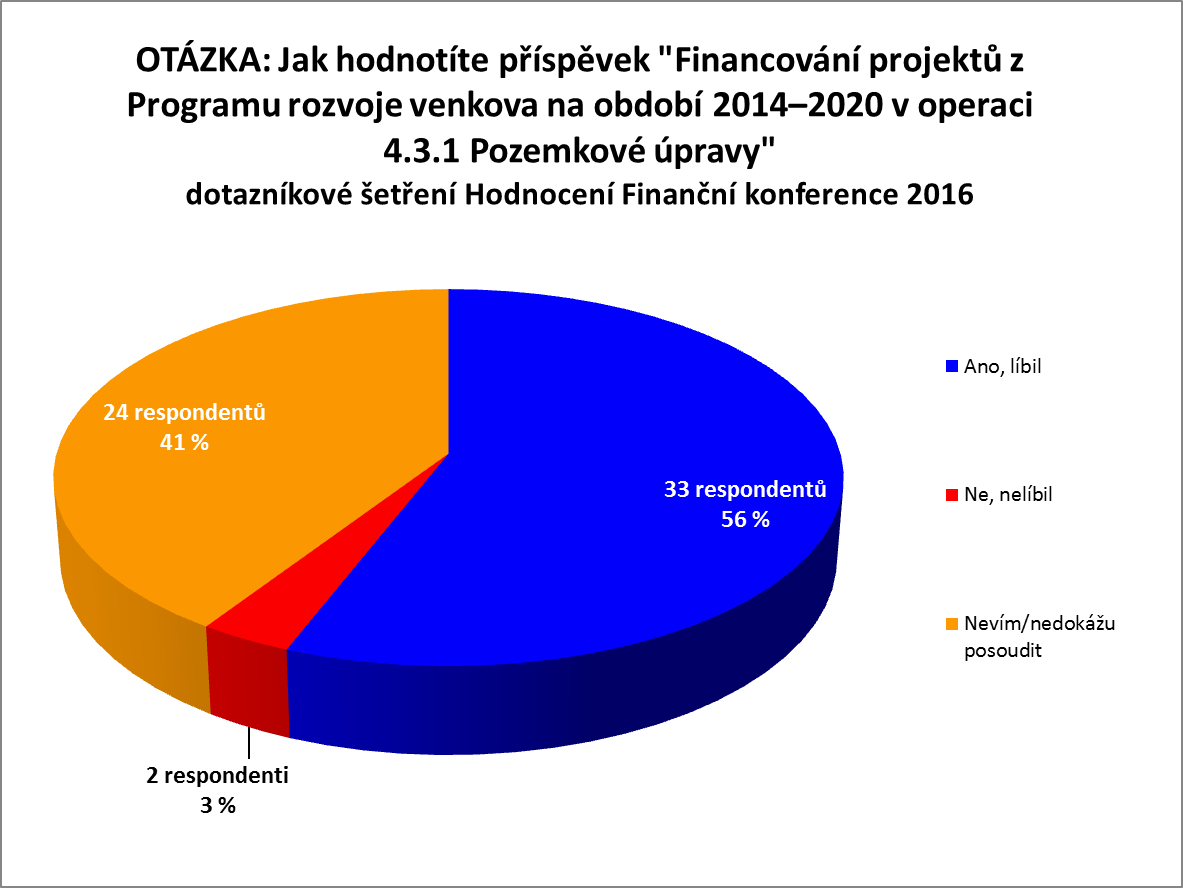 OTÁZKA: Jak hodnotíte příspěvek "Financování projektů z
Programu rozvoje venkova na období 2014–2020 v operaci
4.3.1 Pozemkové úpravy"
dotazníkové šetření Hodnocení Finanční konference 2016
24 respondentů
41 %
33 respondentů
56 %
2 respondenti
3 %
Ano, líbil
Ne, nelíbil
Nevím/nedokážu
posoudit